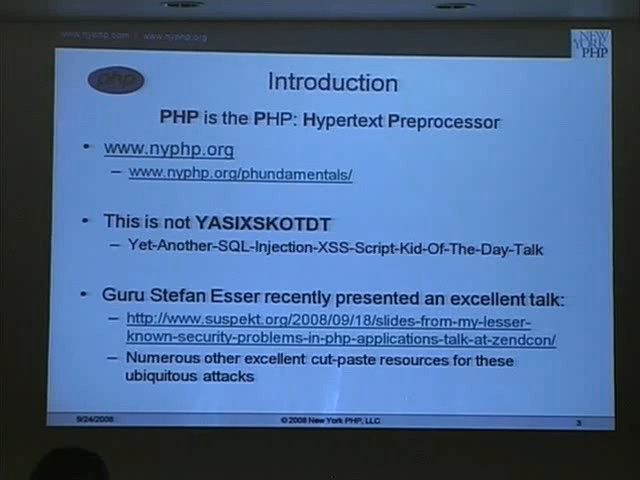 www.nyphp.com | www.nyphp.org
NEW
YORK
PHP
php
Introduction
PHP is the PHP: Hypertext Preprocessor
• www.nyphp.org
– www.nyphp.org/phundamentals/
• This is not YASIXSKOTDT
– Yet-Another-SQL-Injection-XSS-Script-Kid-Of-The-Day-Talk
• Guru Stefan Esser recently presented an excellent talk:
– http://www.suspekt.org/2008/09/18/slides-from-my-lesser-
known-security-problems-in-php-applications-talk-at-zendcon/
– Numerous other excellent cut-paste resources for these
ubiquitous attacks
9/24/2008
© 2008 New York PHP, LLC
3